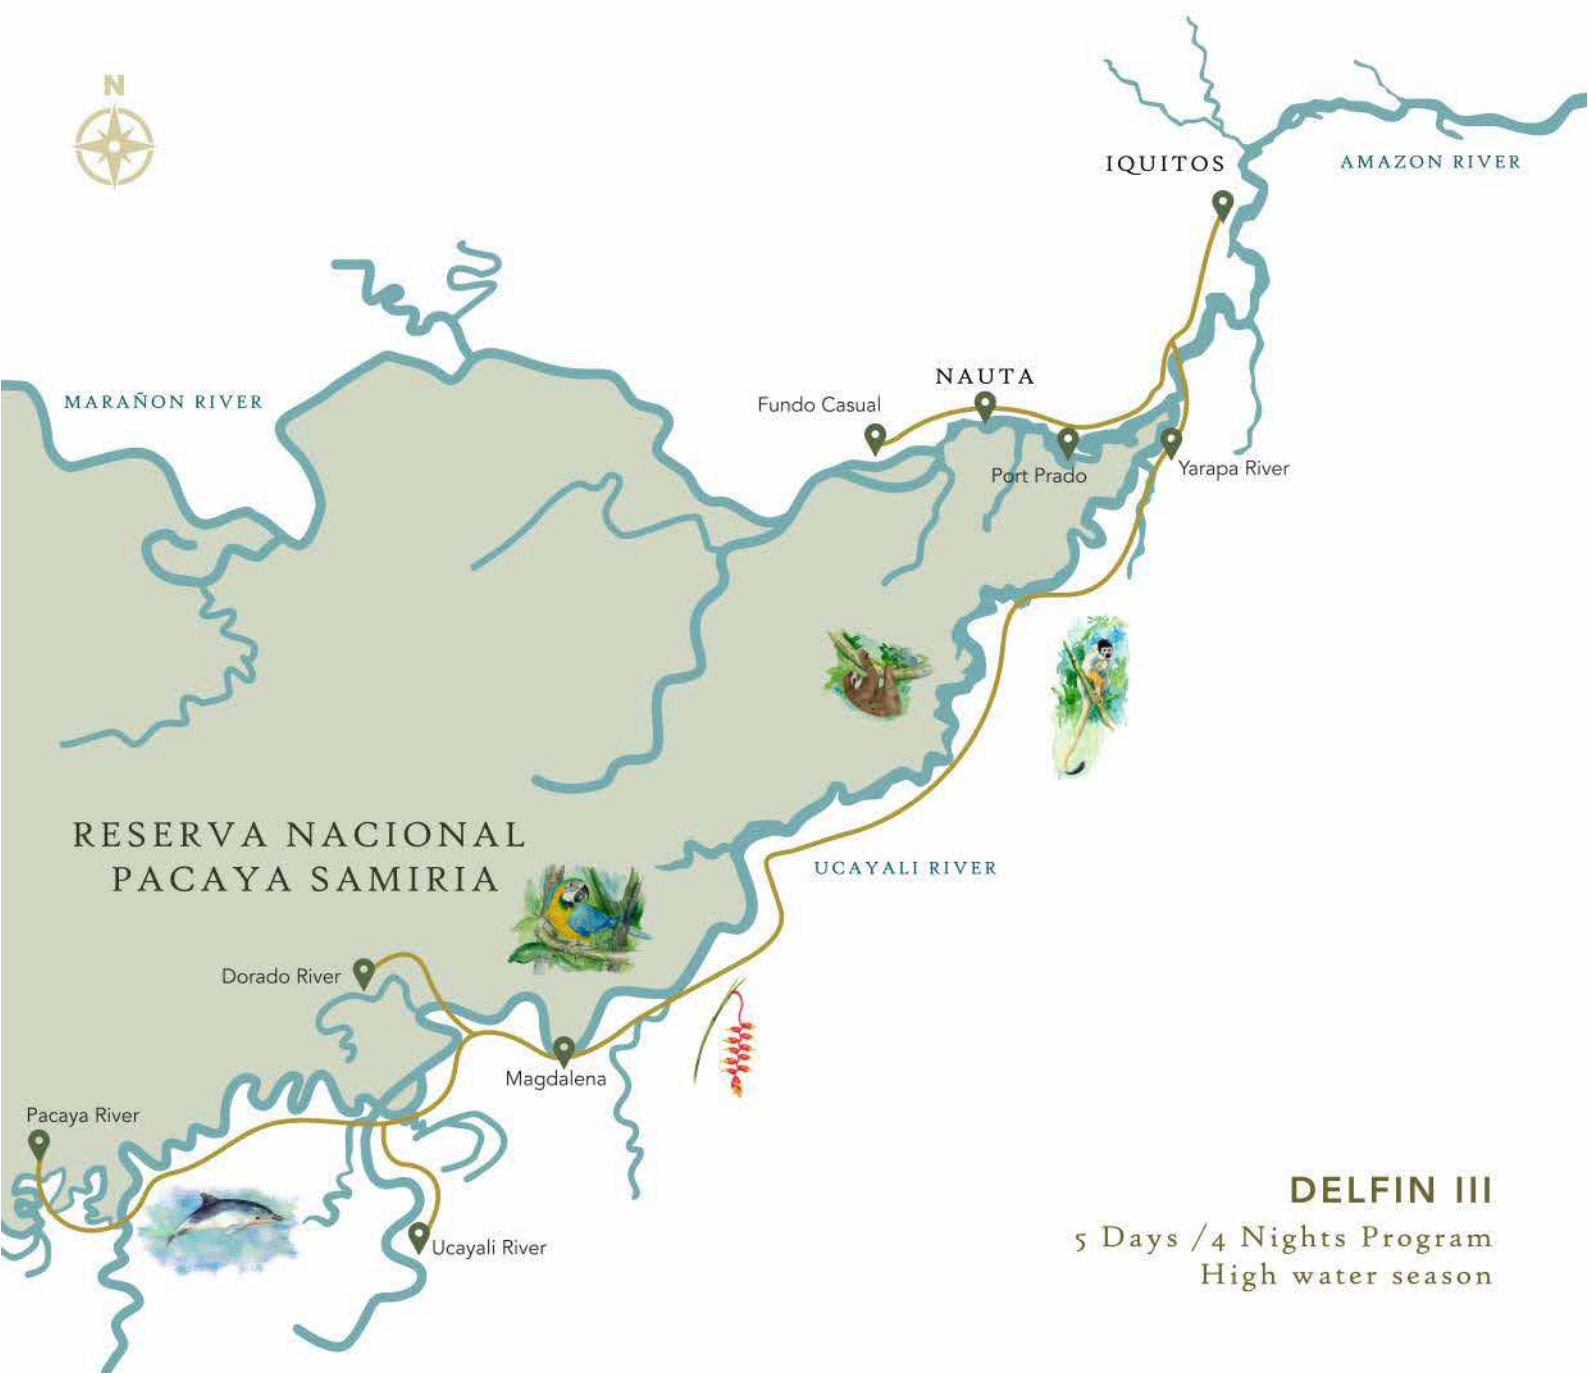 N
IQUITOS
AMAZON RIVER
MARAÑON RIVER
NAUTA
Fundo Casual
Port Prado
Yarapa River
RESERVA NACIONAL
PACAYA SAMIRIA
UCAYALI RIVER
Dorado River
Magdalena
Pacaya River
Ucayali River
DELFIN III
5 Days /4 Nights Program
High water season